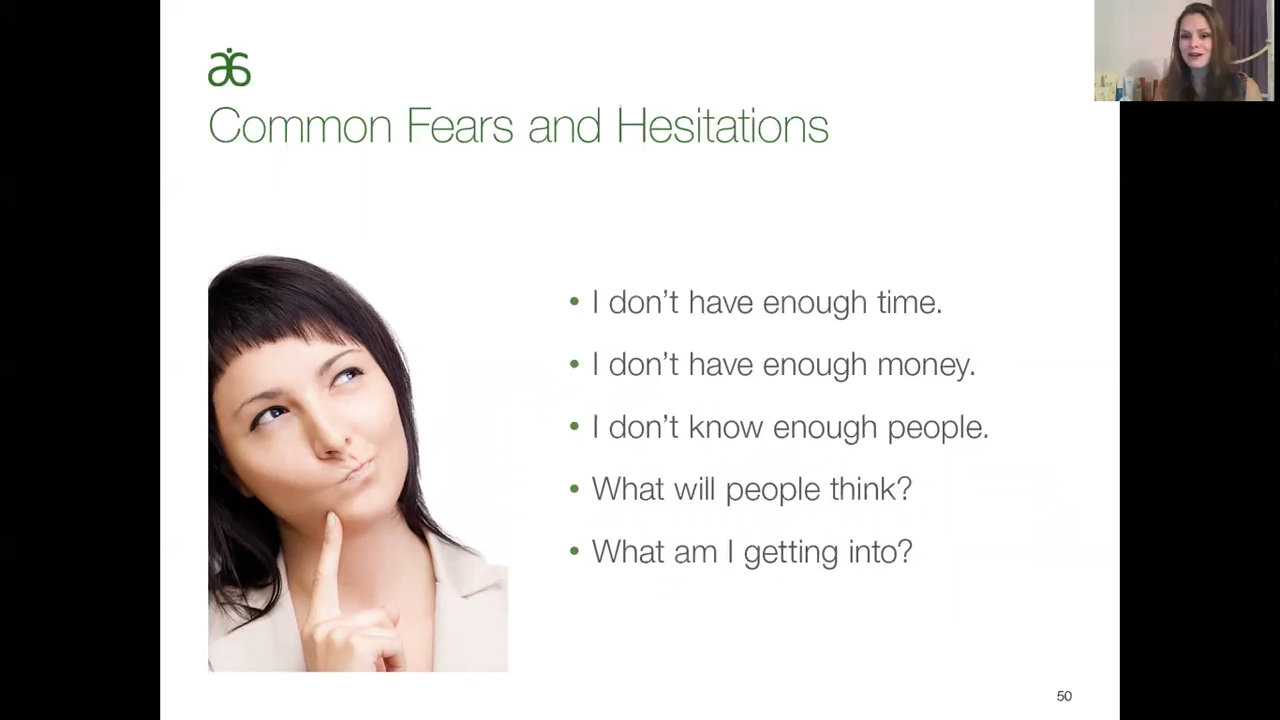 Common Fears and Hesitations
• I don't have enough time.
• I don't have enough money.
• I don't know enough people.
• What will people think?
• What am I getting into?
50